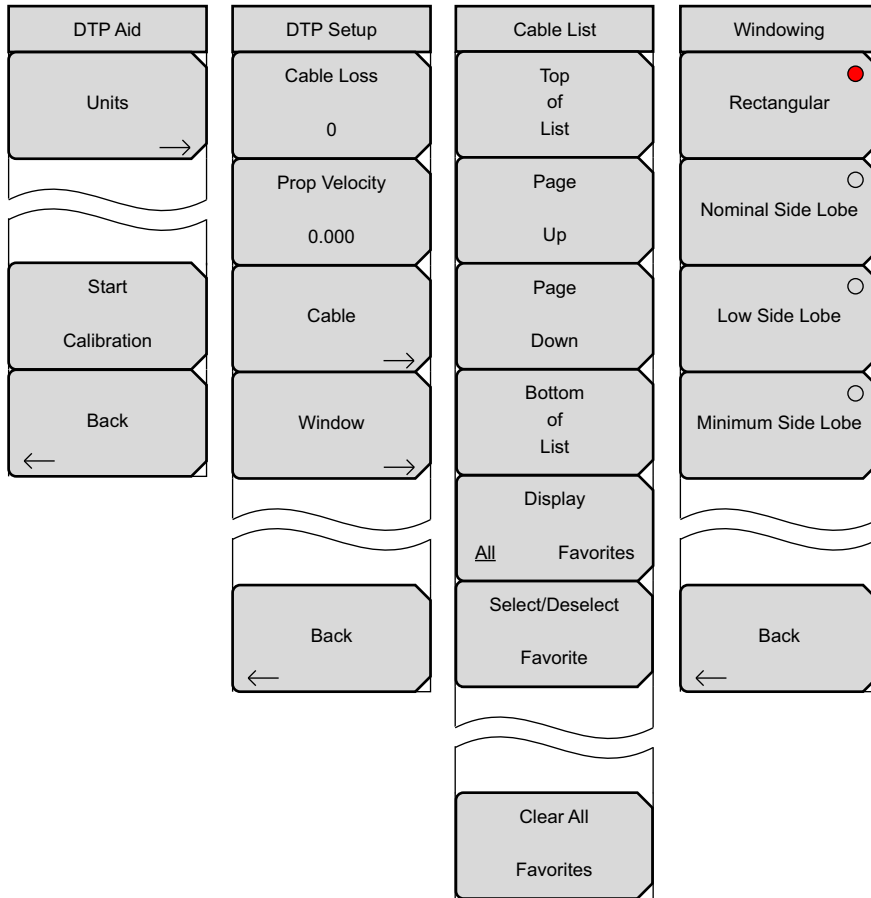 DTP Aid
Units
Start
Calibration
Back
DTP Setup
Cable Loss
0
Prop Velocity
0.000
Cable
Window
Back
Cable List
Top
of
List
Page
Up
Page
Down
Bottom
of
List
Display
All Favorites
Select/Deselect
Favorite
Clear All
Favorites
Windowing
Rectangular
Nominal Side Lobe
Low Side Lobe
Minimum Side Lobe
Back